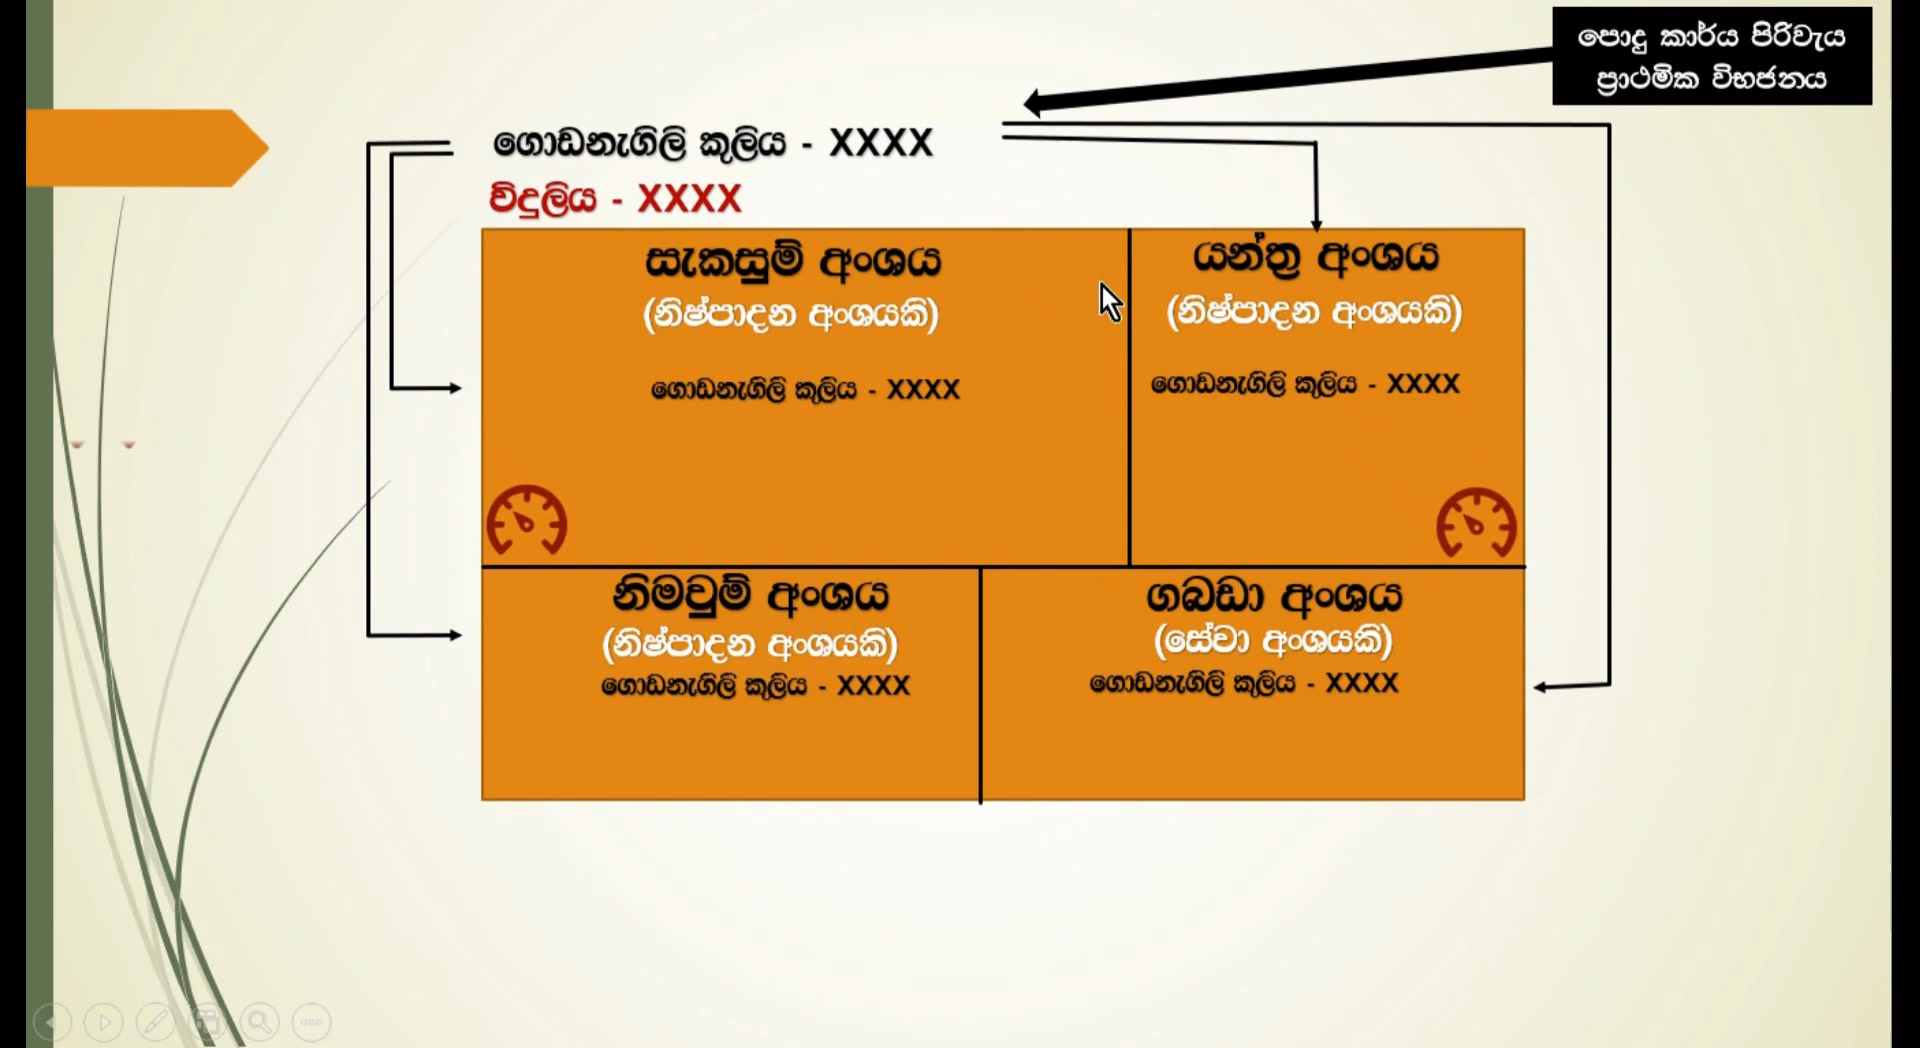 පොදු කාර්ය පිරිවැය
ප්‍රාථමික විභජනය
ගොඩනැගිලි කුලිය - XXXX
විදුලිය - XXXX
සැකසුම් අංශය
(නිෂ්පාදන අංශයකි)
ගොඩනැගිලි කුලිය - XXXX
යන්ත්‍ර අංශය
(නිෂ්පාදන අංශයකි)
ගොඩනැගිලි කුලිය - XXXX
නිමවුම් අංශය
(නිෂ්පාදන අංශයකි)
ගොඩනැගිලි කුලිය - XXXX
ගබඩා අංශය
(සේවා අංශයකි)
ගොඩනැගිලි කුලිය - XXXX